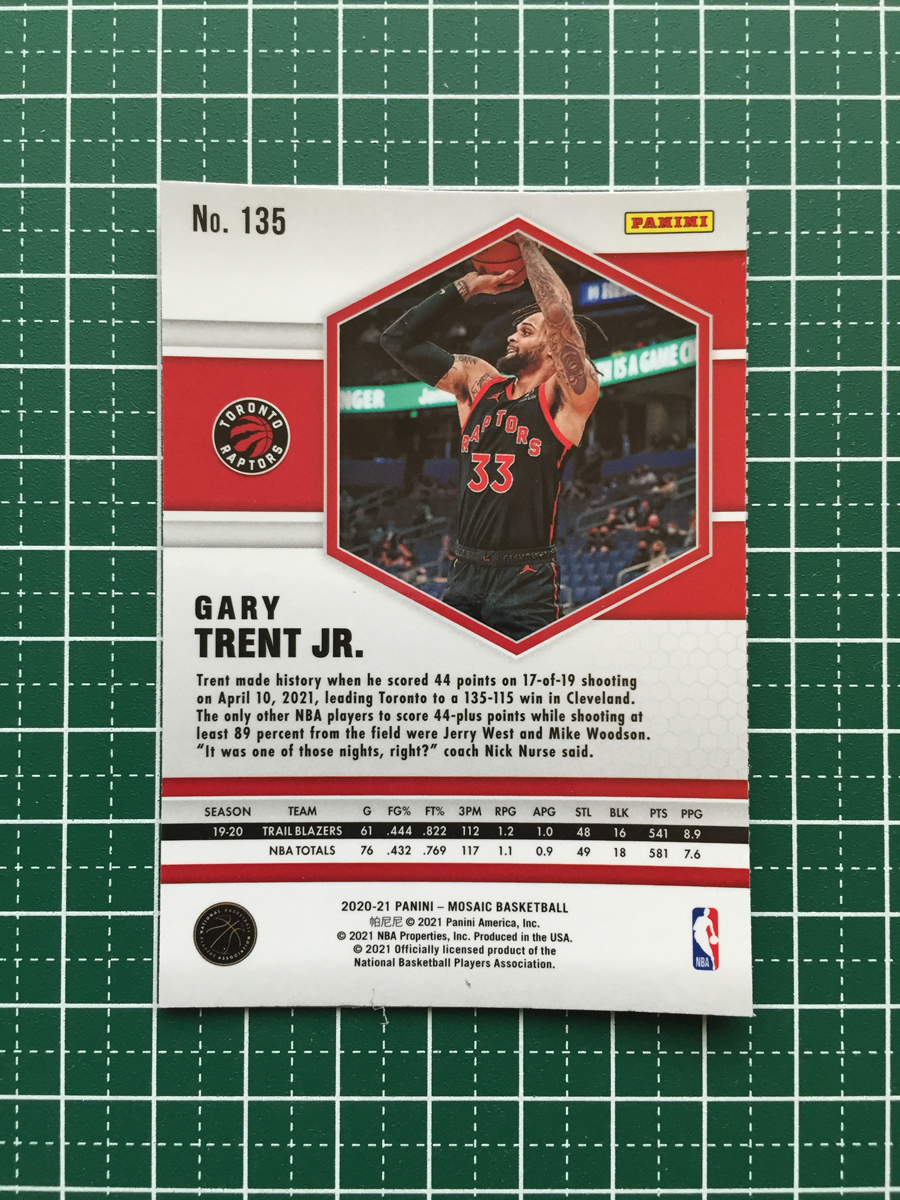 No. 135
PANINI
NGER
IS A GAME C
TORONTO
RAPTORS
RAPTORS
33
GARY
TRENT JR.
Trent made history when he scored 44 points on 17-of-19 shooting
on April 10, 2021, leading Toronto to a 135-115 win in Cleveland.
The only other NBA players to score 44-plus points while shooting at
least 89 percent from the field were Jerry West and Mike Woodson.
“It was one of those nights, right?” coach Nick Nurse said.
SEASON TEAM G FG% FT% 3PM RPG APG STL BLK PTS PPG
19-20 TRAIL BLAZERS 61 .444 .822 112 1.2 1.0 48 16 541 8.9
NBA TOTALS 76 .432 .769 117 1.1 0.9 49 18 581 7.6
2020-21 PANINI – MOSAIC BASKETBALL
帕尼尼 © 2021 Panini America, Inc.
© 2021 NBA Properties, Inc. Produced in the USA.
© 2021 Officially licensed product of the
National Basketball Players Association.
NATIONAL BASKETBALL PLAYERS ASSOCIATION
NBA